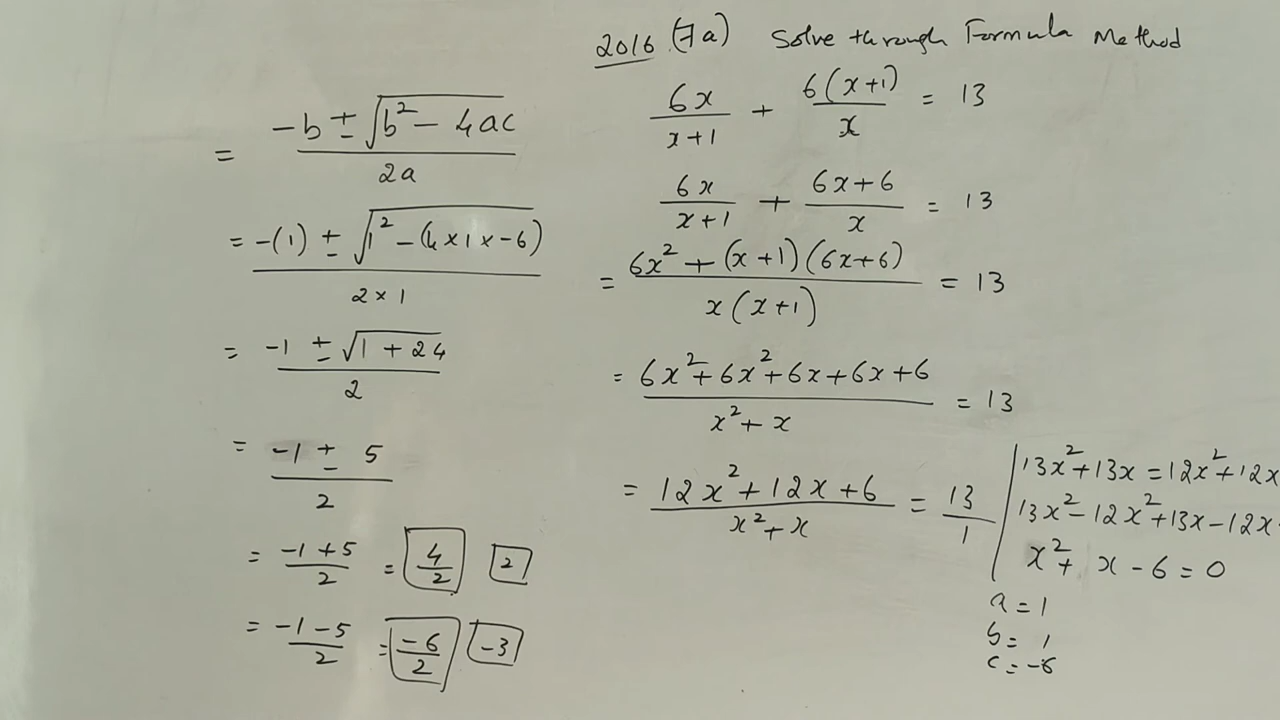 2016 (7a) Solve through Formula Method
6x/(x+1) + 6(x+1)/x = 13
6x/(x+1) + (6x+6)/x = 13
= (6x² + (x+1)(6x+6))/(x(x+1)) = 13
= (6x²+6x²+6x+6x+6)/(x²+x) = 13
= (12x²+12x+6)/(x²+x) = 13/1
13x²+13x = 12x²+12x
13x²-12x²+13x-12x
x²+ x - 6 = 0
a = 1
b = 1
c = -6
= (-b ± √(b² - 4ac))/(2a)
= (-(1) ± √(1² - (4×1×-6)))/(2×1)
= (-1 ± √(1 + 24))/2
= (-1 ± 5)/2
= (-1+5)/2 = 4/2 2
= (-1-5)/2 = -6/2 -3